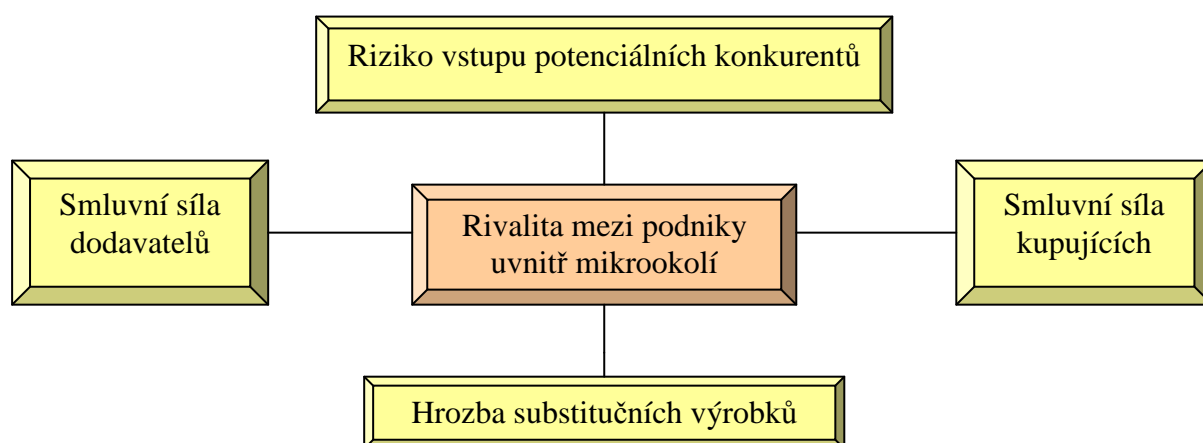 Riziko vstupu potenciálních konkurentů
Smluvní síla
dodavatelů
Rivalita mezi podniky
uvnitř mikrookolí
Smluvní síla
kupujících
Hrozba substitučních výrobků